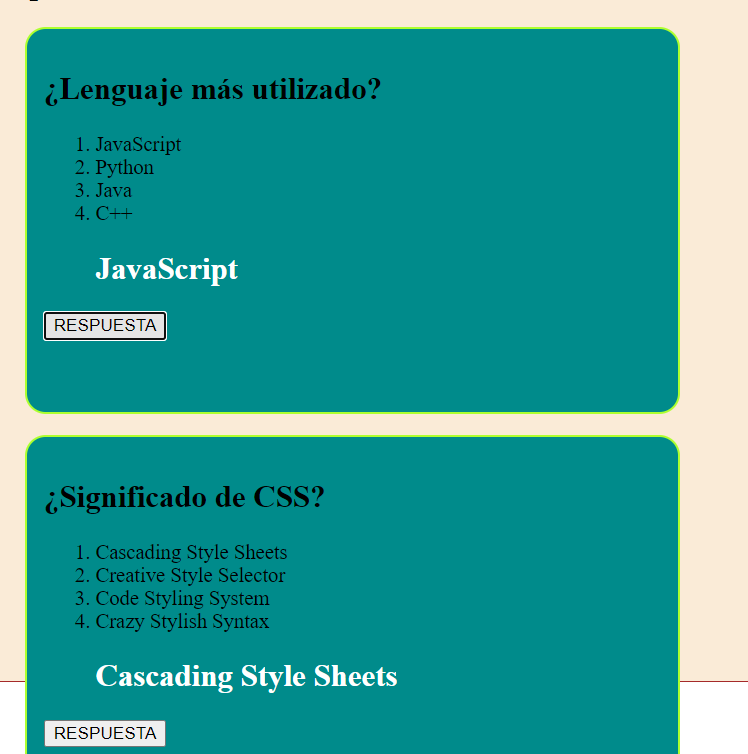 ¿Lenguaje más utilizado?
1. JavaScript
2. Python
3. Java
4. C++
JavaScript
RESPUESTA
¿Significado de CSS?
1. Cascading Style Sheets
2. Creative Style Selector
3. Code Styling System
4. Crazy Stylish Syntax
Cascading Style Sheets
RESPUESTA